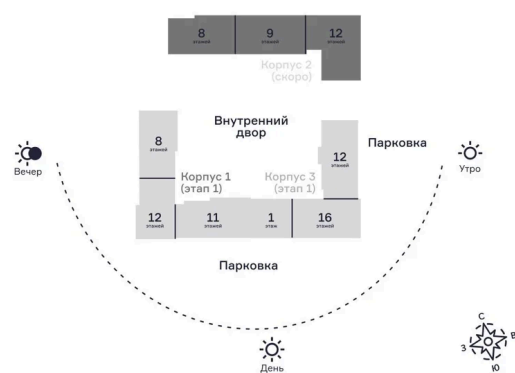 8
этажей
9
этажей
12
этажей
Корпус 2
(скоро)
8
этажей
Внутренний
двор
12
этажей
Парковка
Вечер
Утро
Корпус 1
(этап 1)
Корпус 3
(этап 1)
12
этажей
11
этажей
1
этаж
16
этажей
Парковка
День
С
В
З
Ю